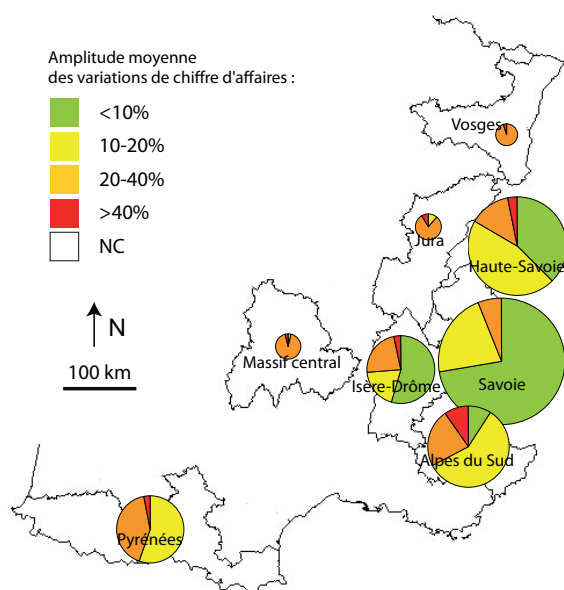 Amplitude moyenne
des variations de chiffre d'affaires :
<10%
10-20%
20-40%
>40%
NC
N
100 km
Vosges
Jura
Haute-Savoie
Massif central
Isère-Drôme
Savoie
Alpes du Sud
Pyrénées